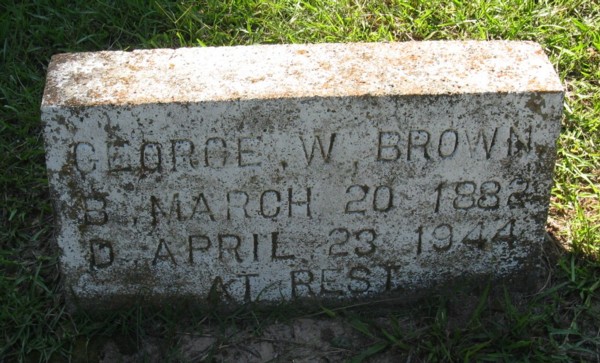 GEORGE. W. BROWN.
B. MARCH 20 1882
D. APRIL 23 1944
AT REST